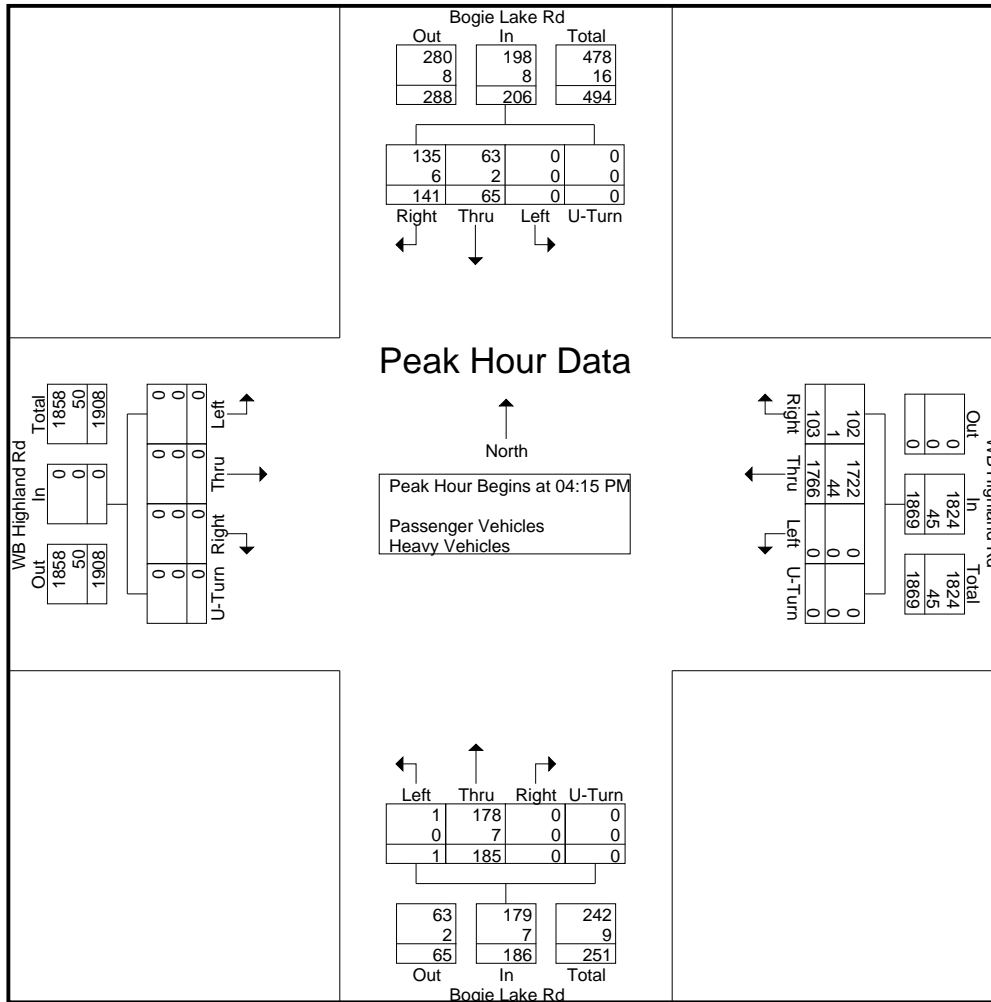 Bogie Lake Rd
Out In Total
280 198 478
8 8 16
288 206 494
135 63 0 0
6 2 0 0
141 65 0 0
Right Thru Left U-Turn
Peak Hour Data
North
Peak Hour Begins at 04:15 PM
Passenger Vehicles
Heavy Vehicles
WB Highland Rd
Out In Total
1858 0 1858
50 0 50
1908 0 1908
0 0 0 0
0 0 0 0
0 0 0 0
U-Turn Right Thru Left
WB Highland Rd
Out In Total
0 1824 1824
0 45 45
0 1869 1869
102 1722 0 0
1 44 0 0
103 1766 0 0
Right Thru Left U-Turn
Left Thru Right U-Turn
1 178 0 0
0 7 0 0
1 185 0 0
63 179 242
2 7 9
65 186 251
Out In Total
Bogie Lake Rd